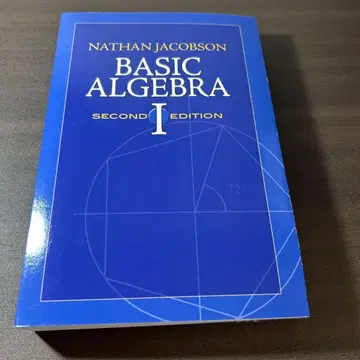 NATHAN JACOBSON
BASIC
ALGEBRA
SECOND I EDITION
72